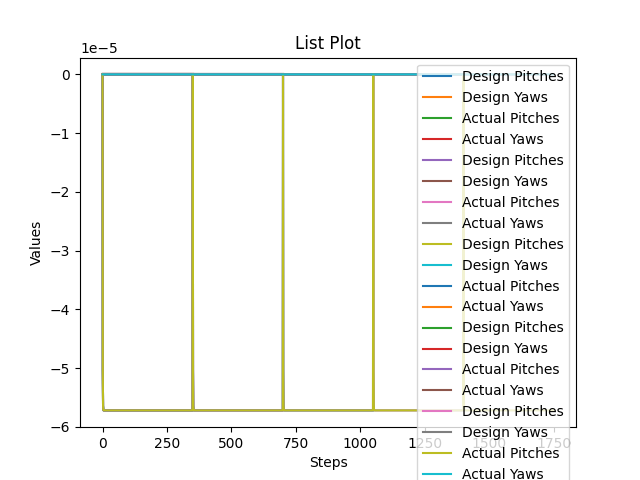 List Plot
1e−5
0
−1
−2
−3
−4
−5
−6
Values
0
250
500
750
1000
1250
1500
1750
Steps
Design Pitches
Design Yaws
Actual Pitches
Actual Yaws
Design Pitches
Design Yaws
Actual Pitches
Actual Yaws
Design Pitches
Design Yaws
Actual Pitches
Actual Yaws
Design Pitches
Design Yaws
Actual Pitches
Actual Yaws
Design Pitches
Design Yaws
Actual Pitches
Actual Yaws